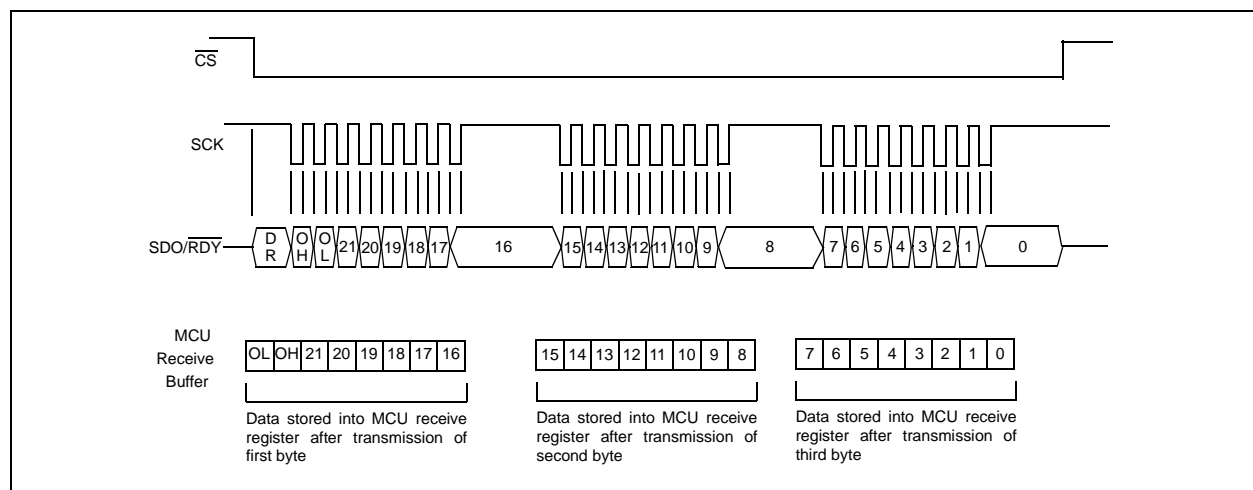 CS
SCK
SDO/RDY
D
R
O
H
O
L
21 20 19 18 17 16 15 14 13 12 11 10 9 8 7 6 5 4 3 2 1 0
MCU
Receive
Buffer
OL OH 21 20 19 18 17 16
15 14 13 12 11 10 9 8
7 6 5 4 3 2 1 0
Data stored into MCU receive
register after transmission of
first byte
Data stored into MCU receive
register after transmission of
second byte
Data stored into MCU receive
register after transmission of
third byte